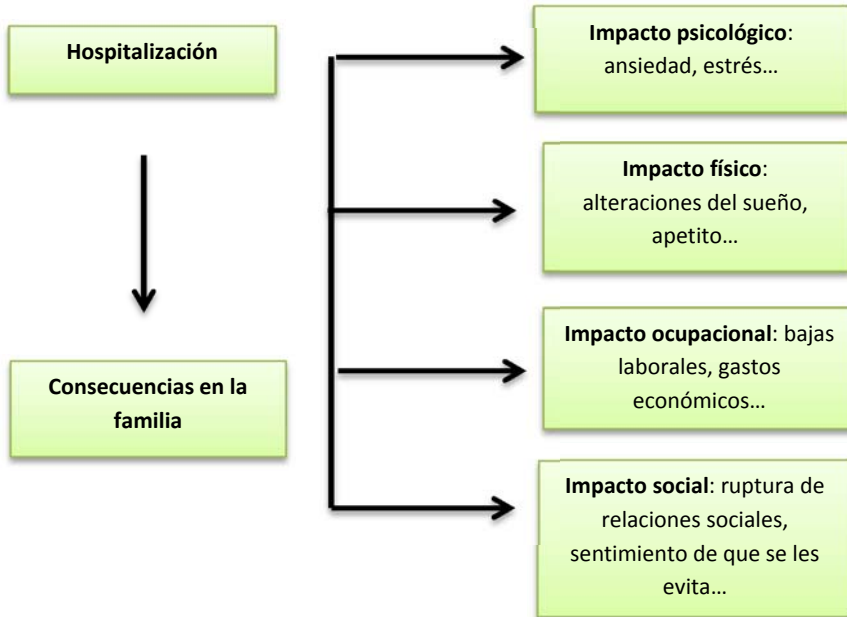 Hospitalización
Consecuencias en la
familia
Impacto psicológico:
ansiedad, estrés…
Impacto físico:
alteraciones del sueño,
apetito…
Impacto ocupacional: bajas
laborales, gastos
económicos…
Impacto social: ruptura de
relaciones sociales,
sentimiento de que se les
evita…